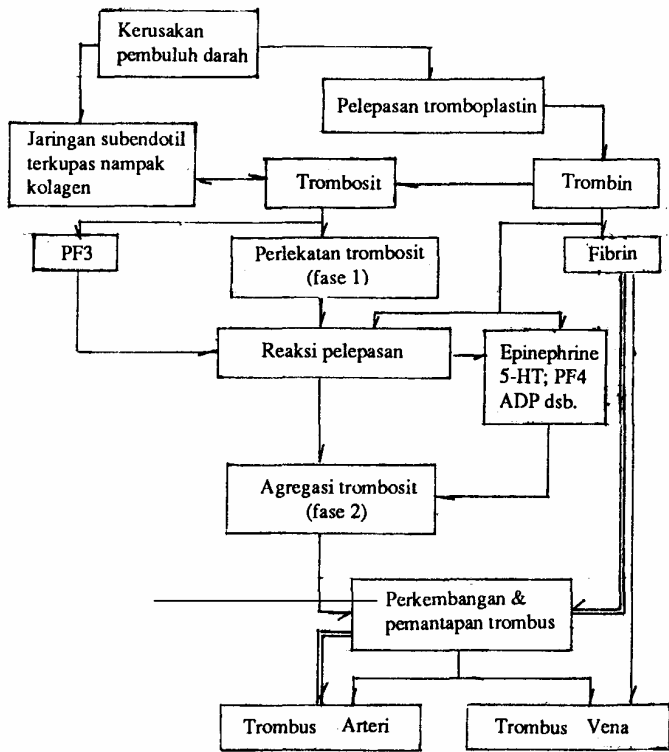 Kerusakan
pembuluh darah
Pelepasan tromboplastin
Jaringan subendotil
terkupas nampak
kolagen
Trombosit
Trombin
PF3
Perlekatan trombosit
(fase 1)
Fibrin
Reaksi pelepasan
Epinephrine
5-HT; PF4
ADP dsb.
Agregasi trombosit
(fase 2)
Perkembangan &
pemantapan trombus
Trombus Arteri
Trombus Vena